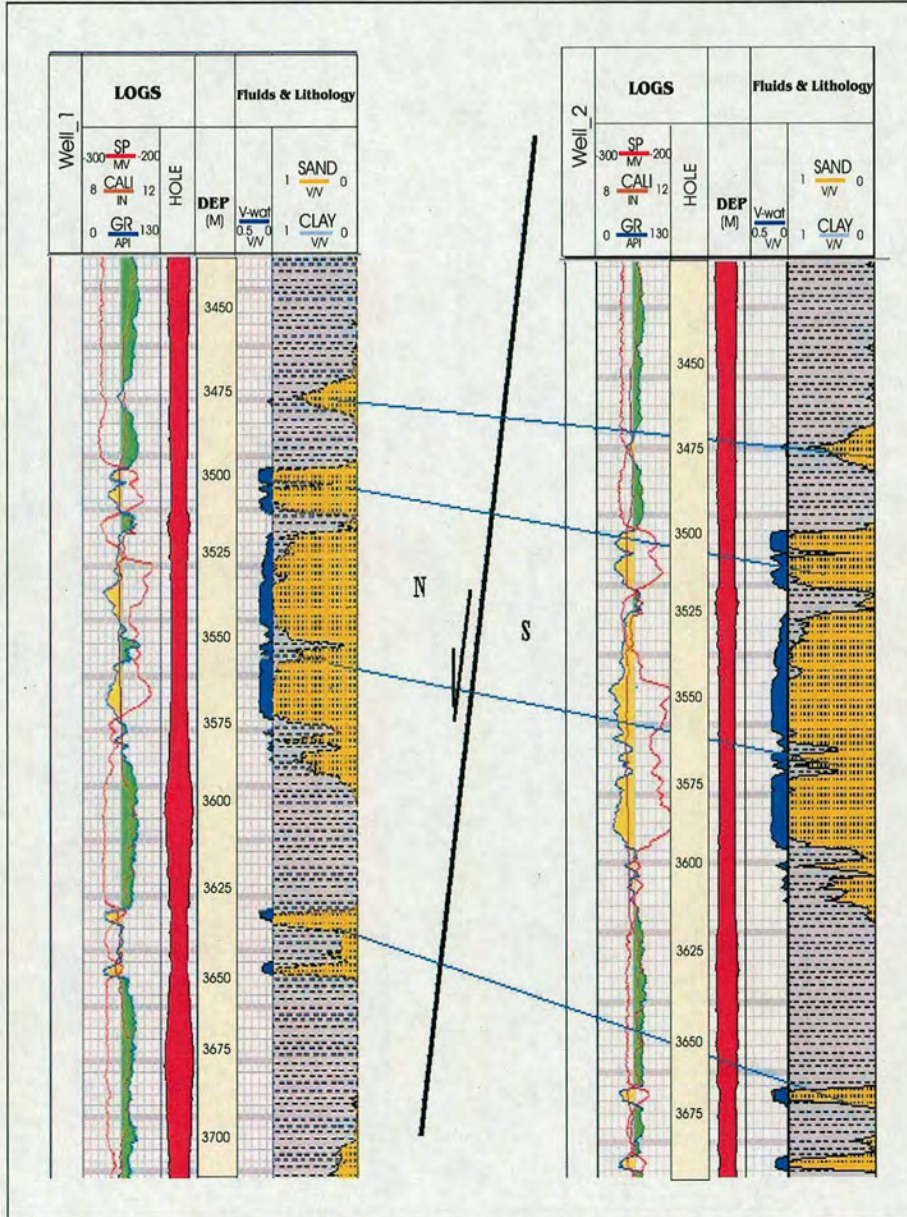 Well_1
LOGS
Fluids & Lithology
SP
-300 -200
MV
8 CALI 12
IN
0 GR 130
API
HOLE
DEP
(M)
V-wat
0.5 0
V/V
SAND
1 0
V/V
CLAY
1 0
V/V
3450
3475
3500
3525
3550
3575
3600
3625
3650
3675
3700
N
S
Well_2
LOGS
Fluids & Lithology
SP
-300 -200
MV
8 CALI 12
IN
0 GR 130
API
HOLE
DEP
(M)
V-wat
0.5 0
V/V
SAND
1 0
V/V
CLAY
1 0
V/V
3450
3475
3500
3525
3550
3575
3600
3625
3650
3675